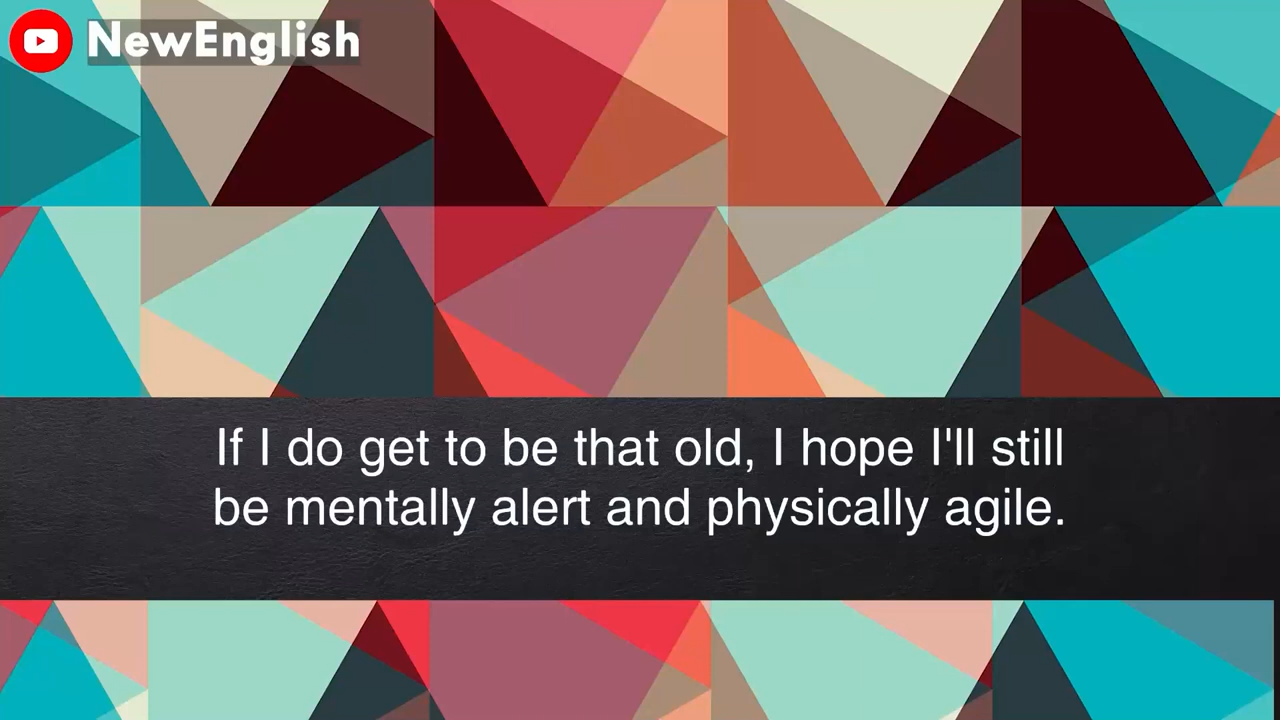 NewEnglish
If I do get to be that old, I hope I'll still
be mentally alert and physically agile.